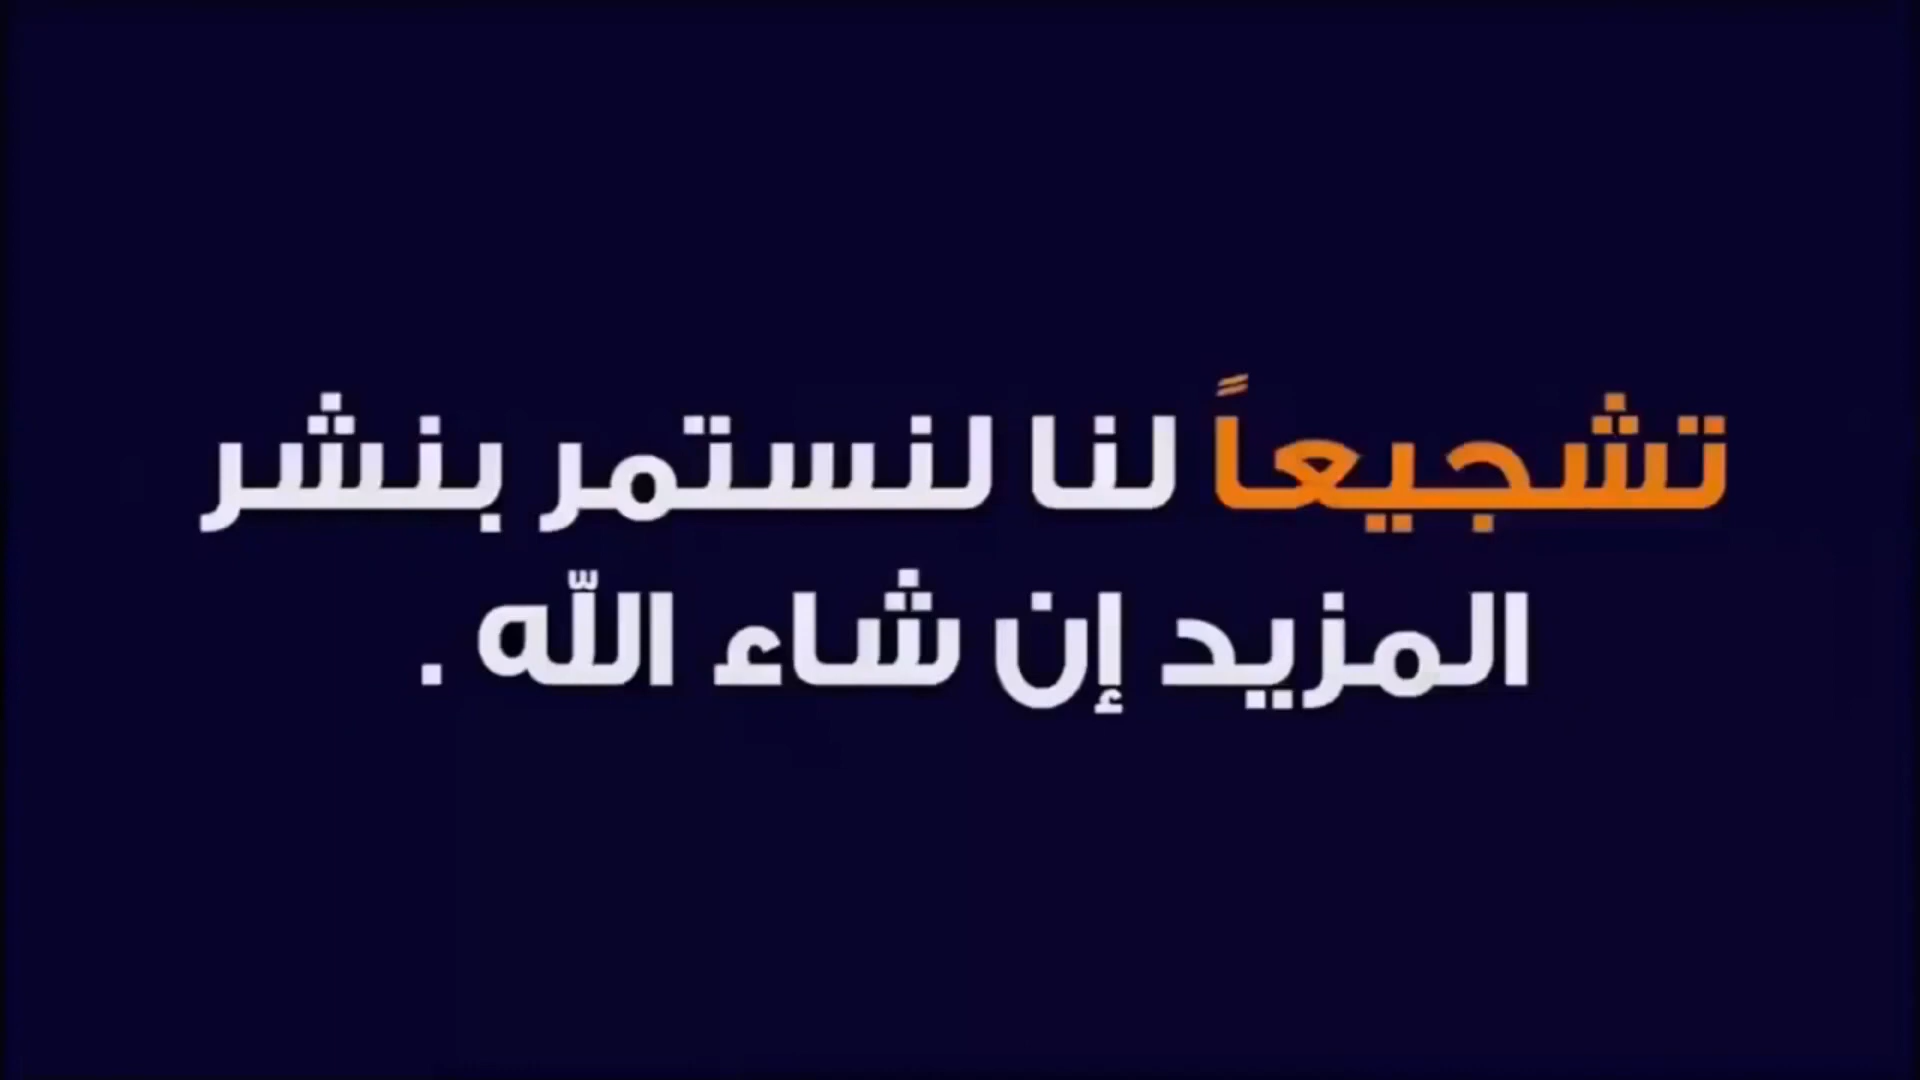 تشجيعاً لنا لنستمر بنشر
المزيد إن شاء اللّه .